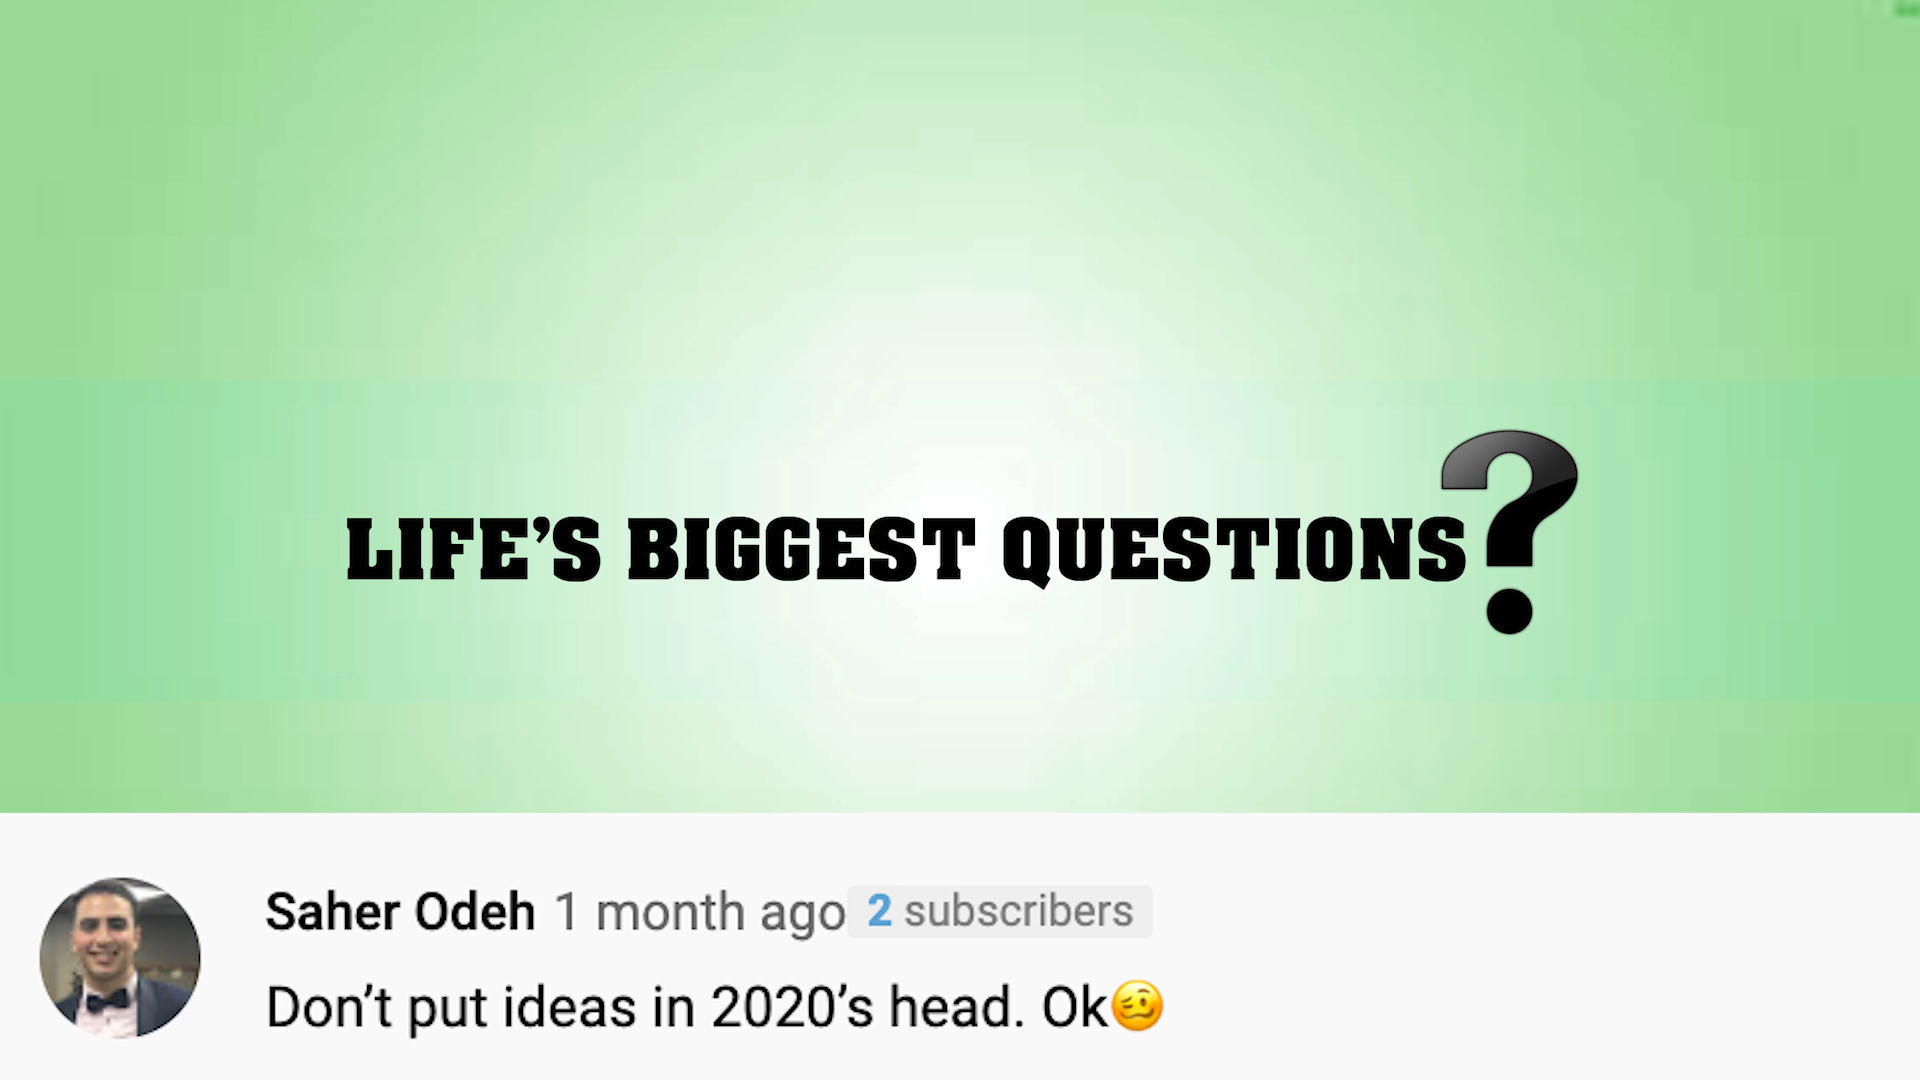 LIFE’S BIGGEST QUESTIONS?
Saher Odeh 1 month ago 2 subscribers
Don’t put ideas in 2020’s head. Ok🥴